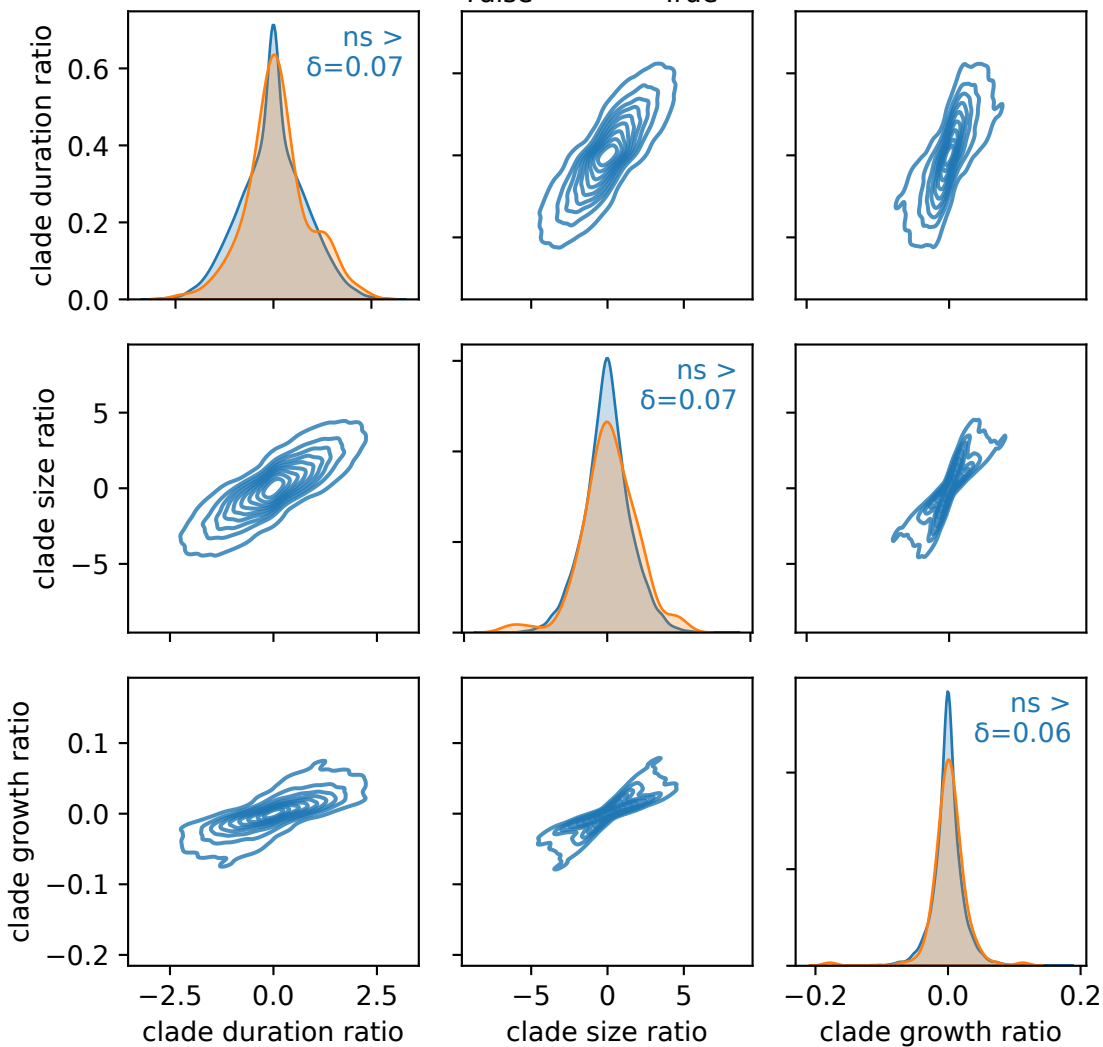 True
clade duration ratio
0.6
0.4
0.2
0.0
ns >
δ=0.07
clade size ratio
5
0
−5
ns >
δ=0.07
clade growth ratio
0.1
0.0
−0.1
−0.2
ns >
δ=0.06
−2.5 0.0 2.5
−5 0 5
−0.2 0.0 0.2
clade duration ratio
clade size ratio
clade growth ratio